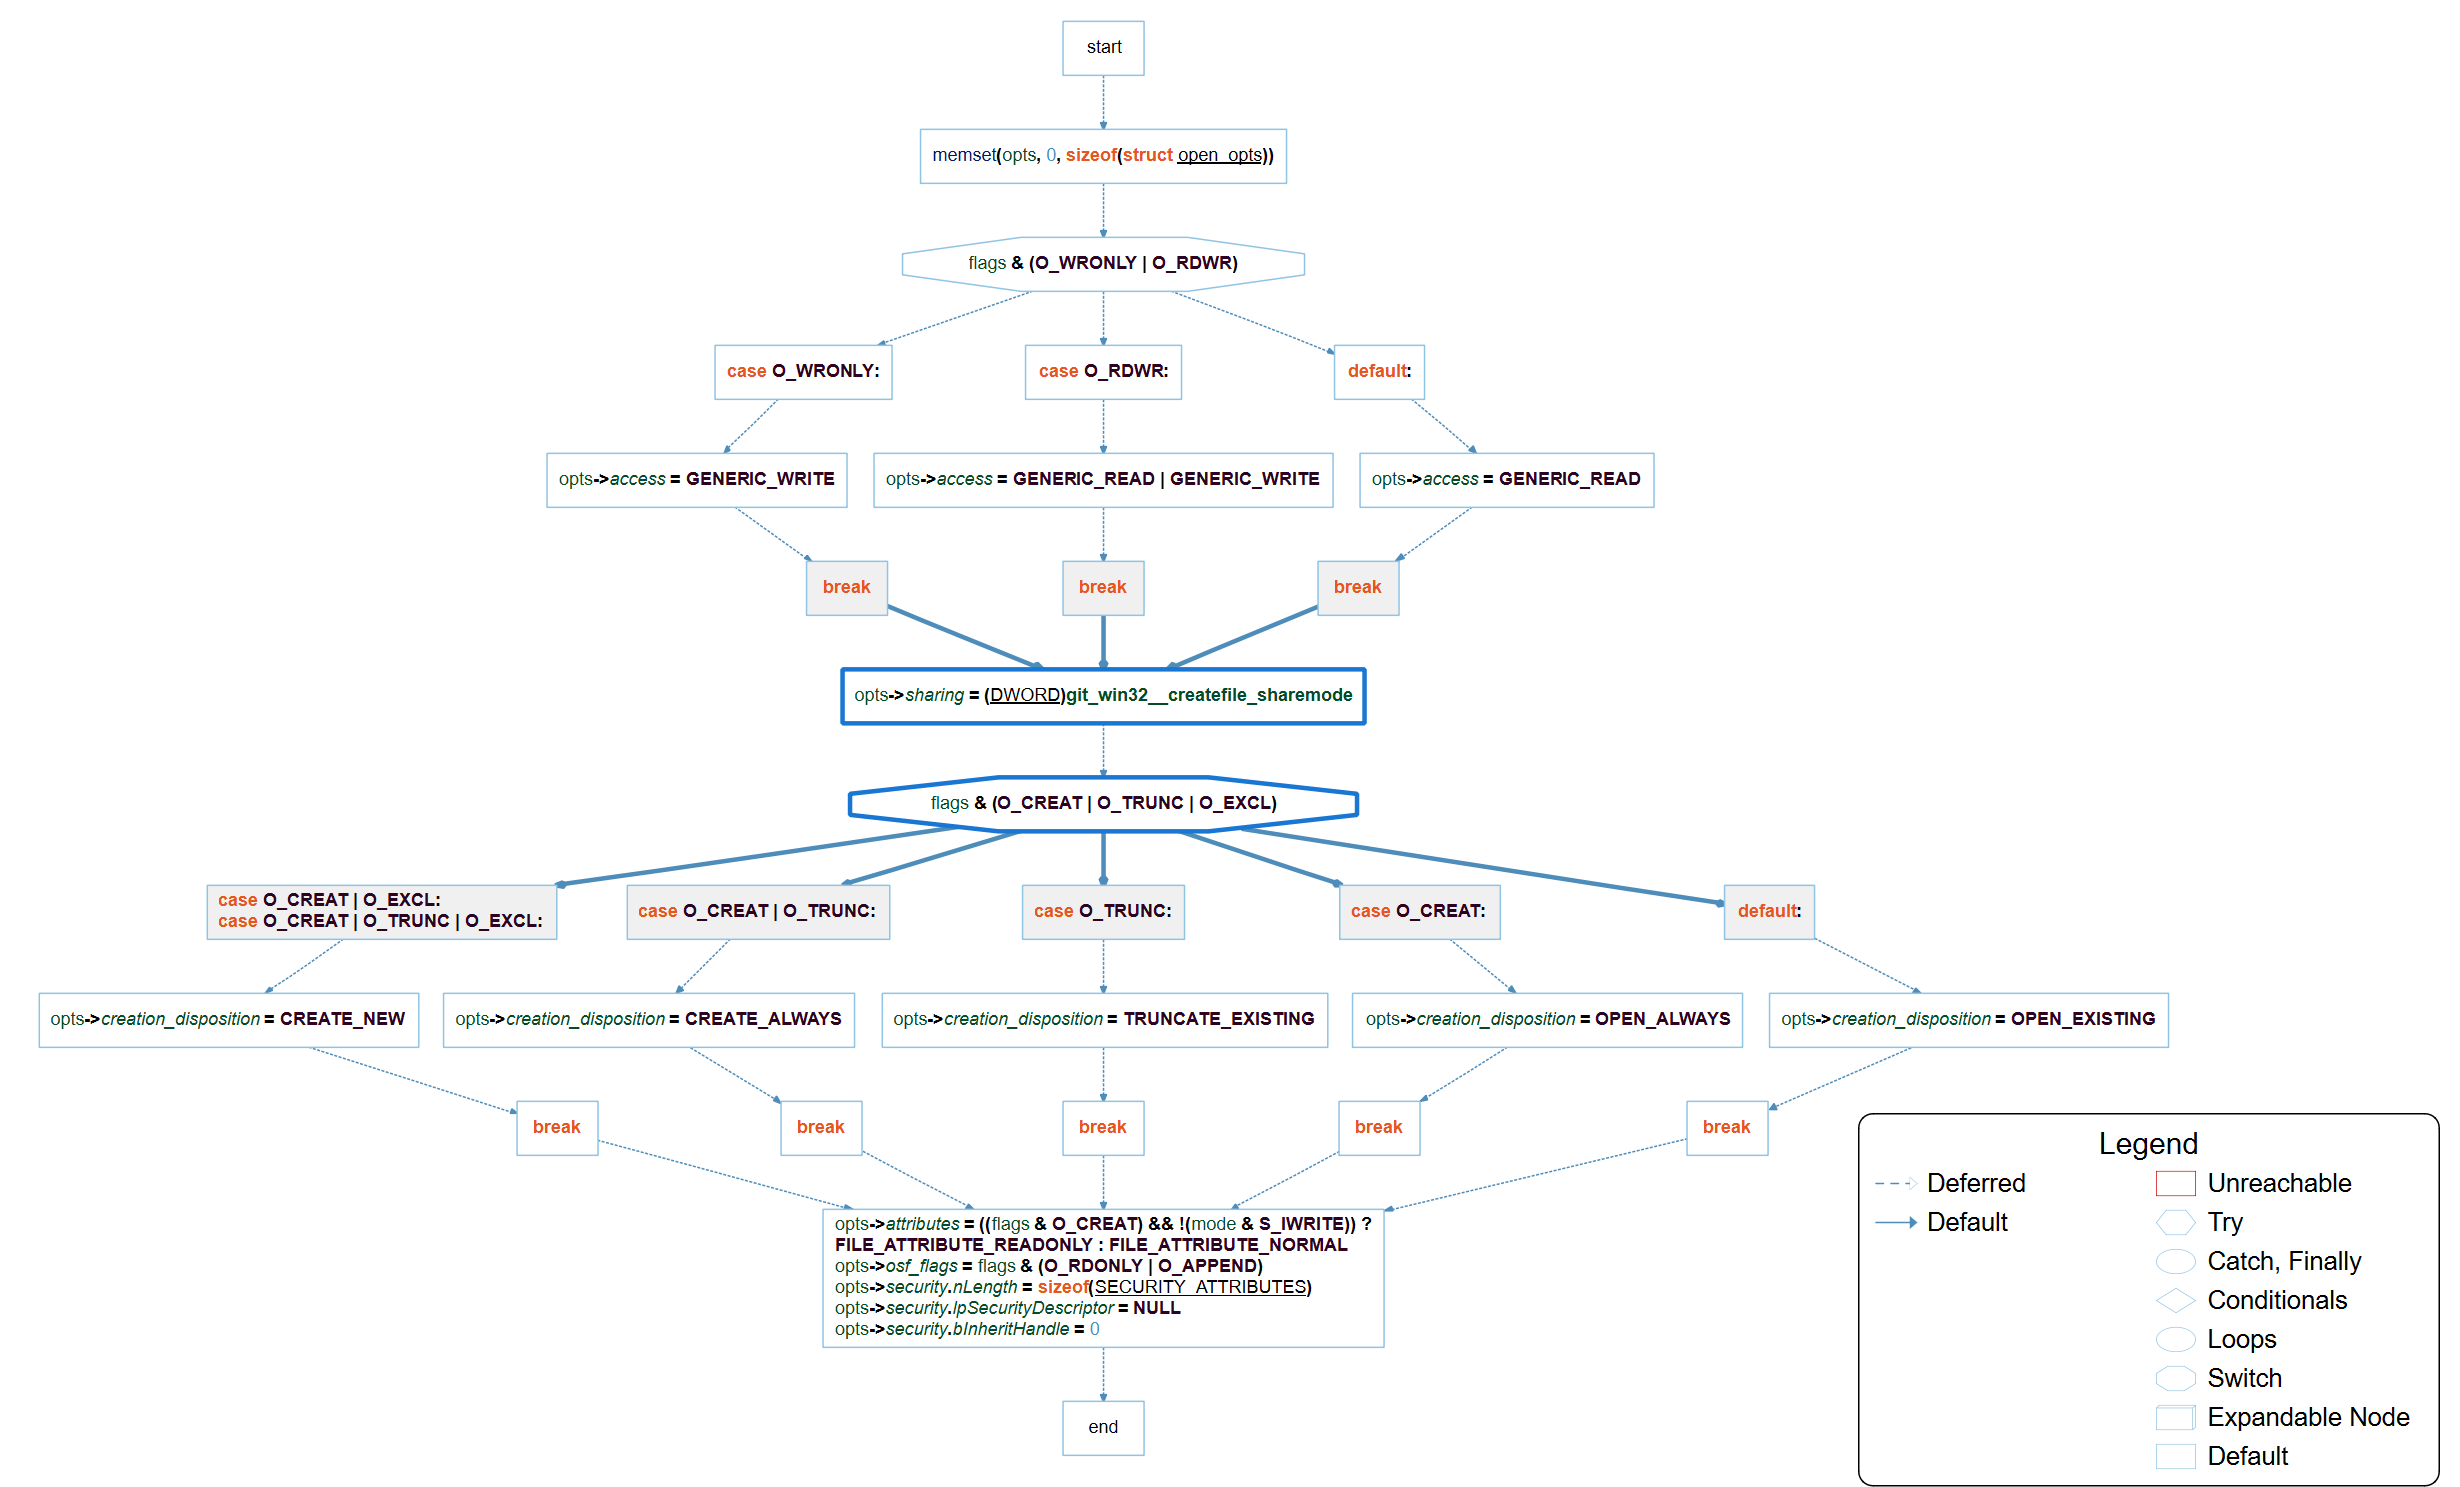 start
memset(opts, 0, sizeof(struct open_opts))
flags & (O_WRONLY | O_RDWR)
case O_WRONLY:
case O_RDWR:
default:
opts->access = GENERIC_WRITE
opts->access = GENERIC_READ | GENERIC_WRITE
opts->access = GENERIC_READ
break
break
break
opts->sharing = (DWORD)git_win32__createfile_sharemode
flags & (O_CREAT | O_TRUNC | O_EXCL)
case O_CREAT | O_EXCL:
case O_CREAT | O_TRUNC | O_EXCL:
case O_CREAT | O_TRUNC:
case O_TRUNC:
case O_CREAT:
default:
opts->creation_disposition = CREATE_NEW
opts->creation_disposition = CREATE_ALWAYS
opts->creation_disposition = TRUNCATE_EXISTING
opts->creation_disposition = OPEN_ALWAYS
opts->creation_disposition = OPEN_EXISTING
break
break
break
break
break
opts->attributes = ((flags & O_CREAT) && !(mode & S_IWRITE)) ?
FILE_ATTRIBUTE_READONLY : FILE_ATTRIBUTE_NORMAL
opts->osf_flags = flags & (O_RDONLY | O_APPEND)
opts->security.nLength = sizeof(SECURITY_ATTRIBUTES)
opts->security.lpSecurityDescriptor = NULL
opts->security.bInheritHandle = 0
end
Legend
Deferred
Default
Unreachable
Try
Catch, Finally
Conditionals
Loops
Switch
Expandable Node
Default